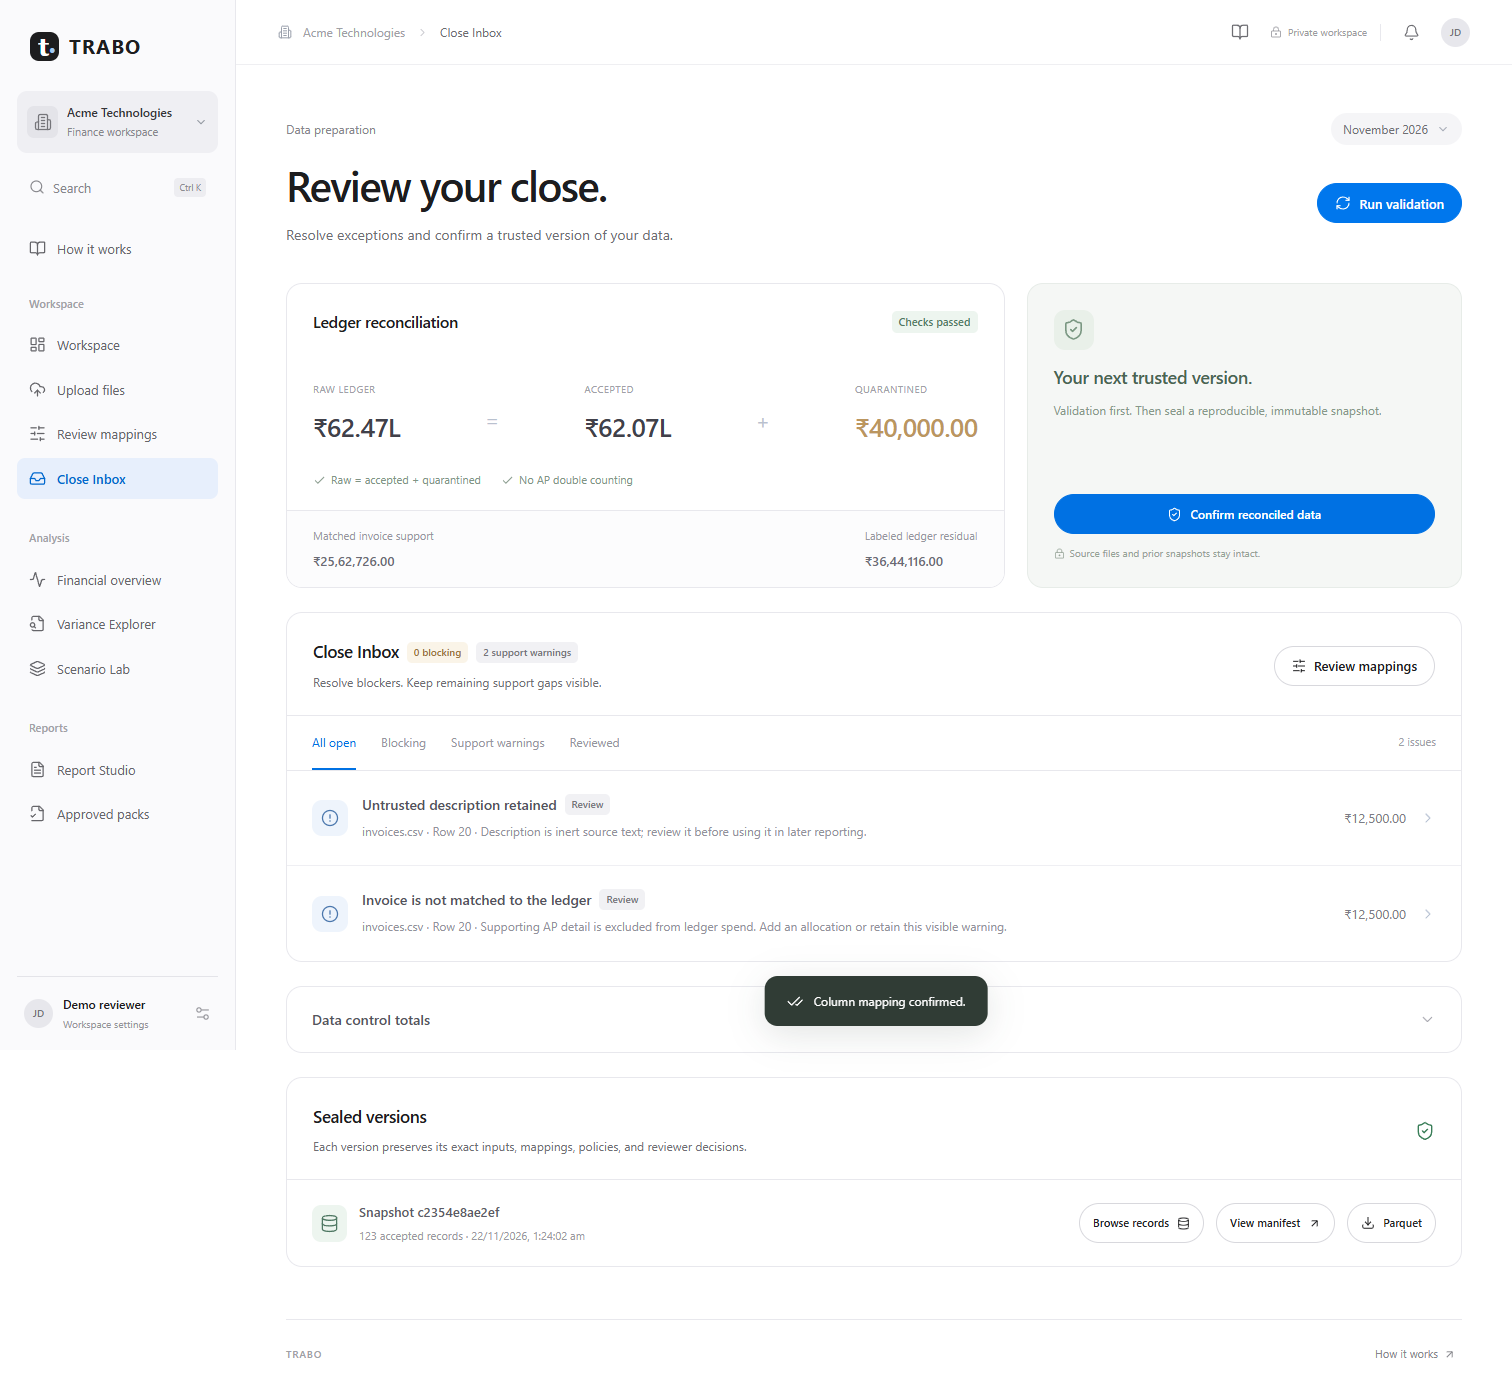 t.
TRABO
Acme Technologies
Finance workspace
Search
Ctrl K
How it works
Workspace
Workspace
Upload files
Review mappings
Close Inbox
Analysis
Financial overview
Variance Explorer
Scenario Lab
Reports
Report Studio
Approved packs
JD
Demo reviewer
Workspace settings
Acme Technologies
Close Inbox
Private workspace
JD
Data preparation
November 2026
Review your close.
Resolve exceptions and confirm a trusted version of your data.
Run validation
Ledger reconciliation
Checks passed
RAW LEDGER
₹62.47L
=
ACCEPTED
₹62.07L
+
QUARANTINED
₹40,000.00
Raw = accepted + quarantined
No AP double counting
Matched invoice support
₹25,62,726.00
Labeled ledger residual
₹36,44,116.00
Your next trusted version.
Validation first. Then seal a reproducible, immutable snapshot.
Confirm reconciled data
Source files and prior snapshots stay intact.
Close Inbox
0 blocking
2 support warnings
Resolve blockers. Keep remaining support gaps visible.
Review mappings
All open
Blocking
Support warnings
Reviewed
2 issues
Untrusted description retained
Review
invoices.csv · Row 20 · Description is inert source text; review it before using it in later reporting.
₹12,500.00
Invoice is not matched to the ledger
Review
invoices.csv · Row 20 · Supporting AP detail is excluded from ledger spend. Add an allocation or retain this visible warning.
₹12,500.00
Column mapping confirmed.
Data control totals
Sealed versions
Each version preserves its exact inputs, mappings, policies, and reviewer decisions.
Snapshot c2354e8ae2ef
123 accepted records · 22/11/2026, 1:24:02 am
Browse records
View manifest
Parquet
TRABO
How it works